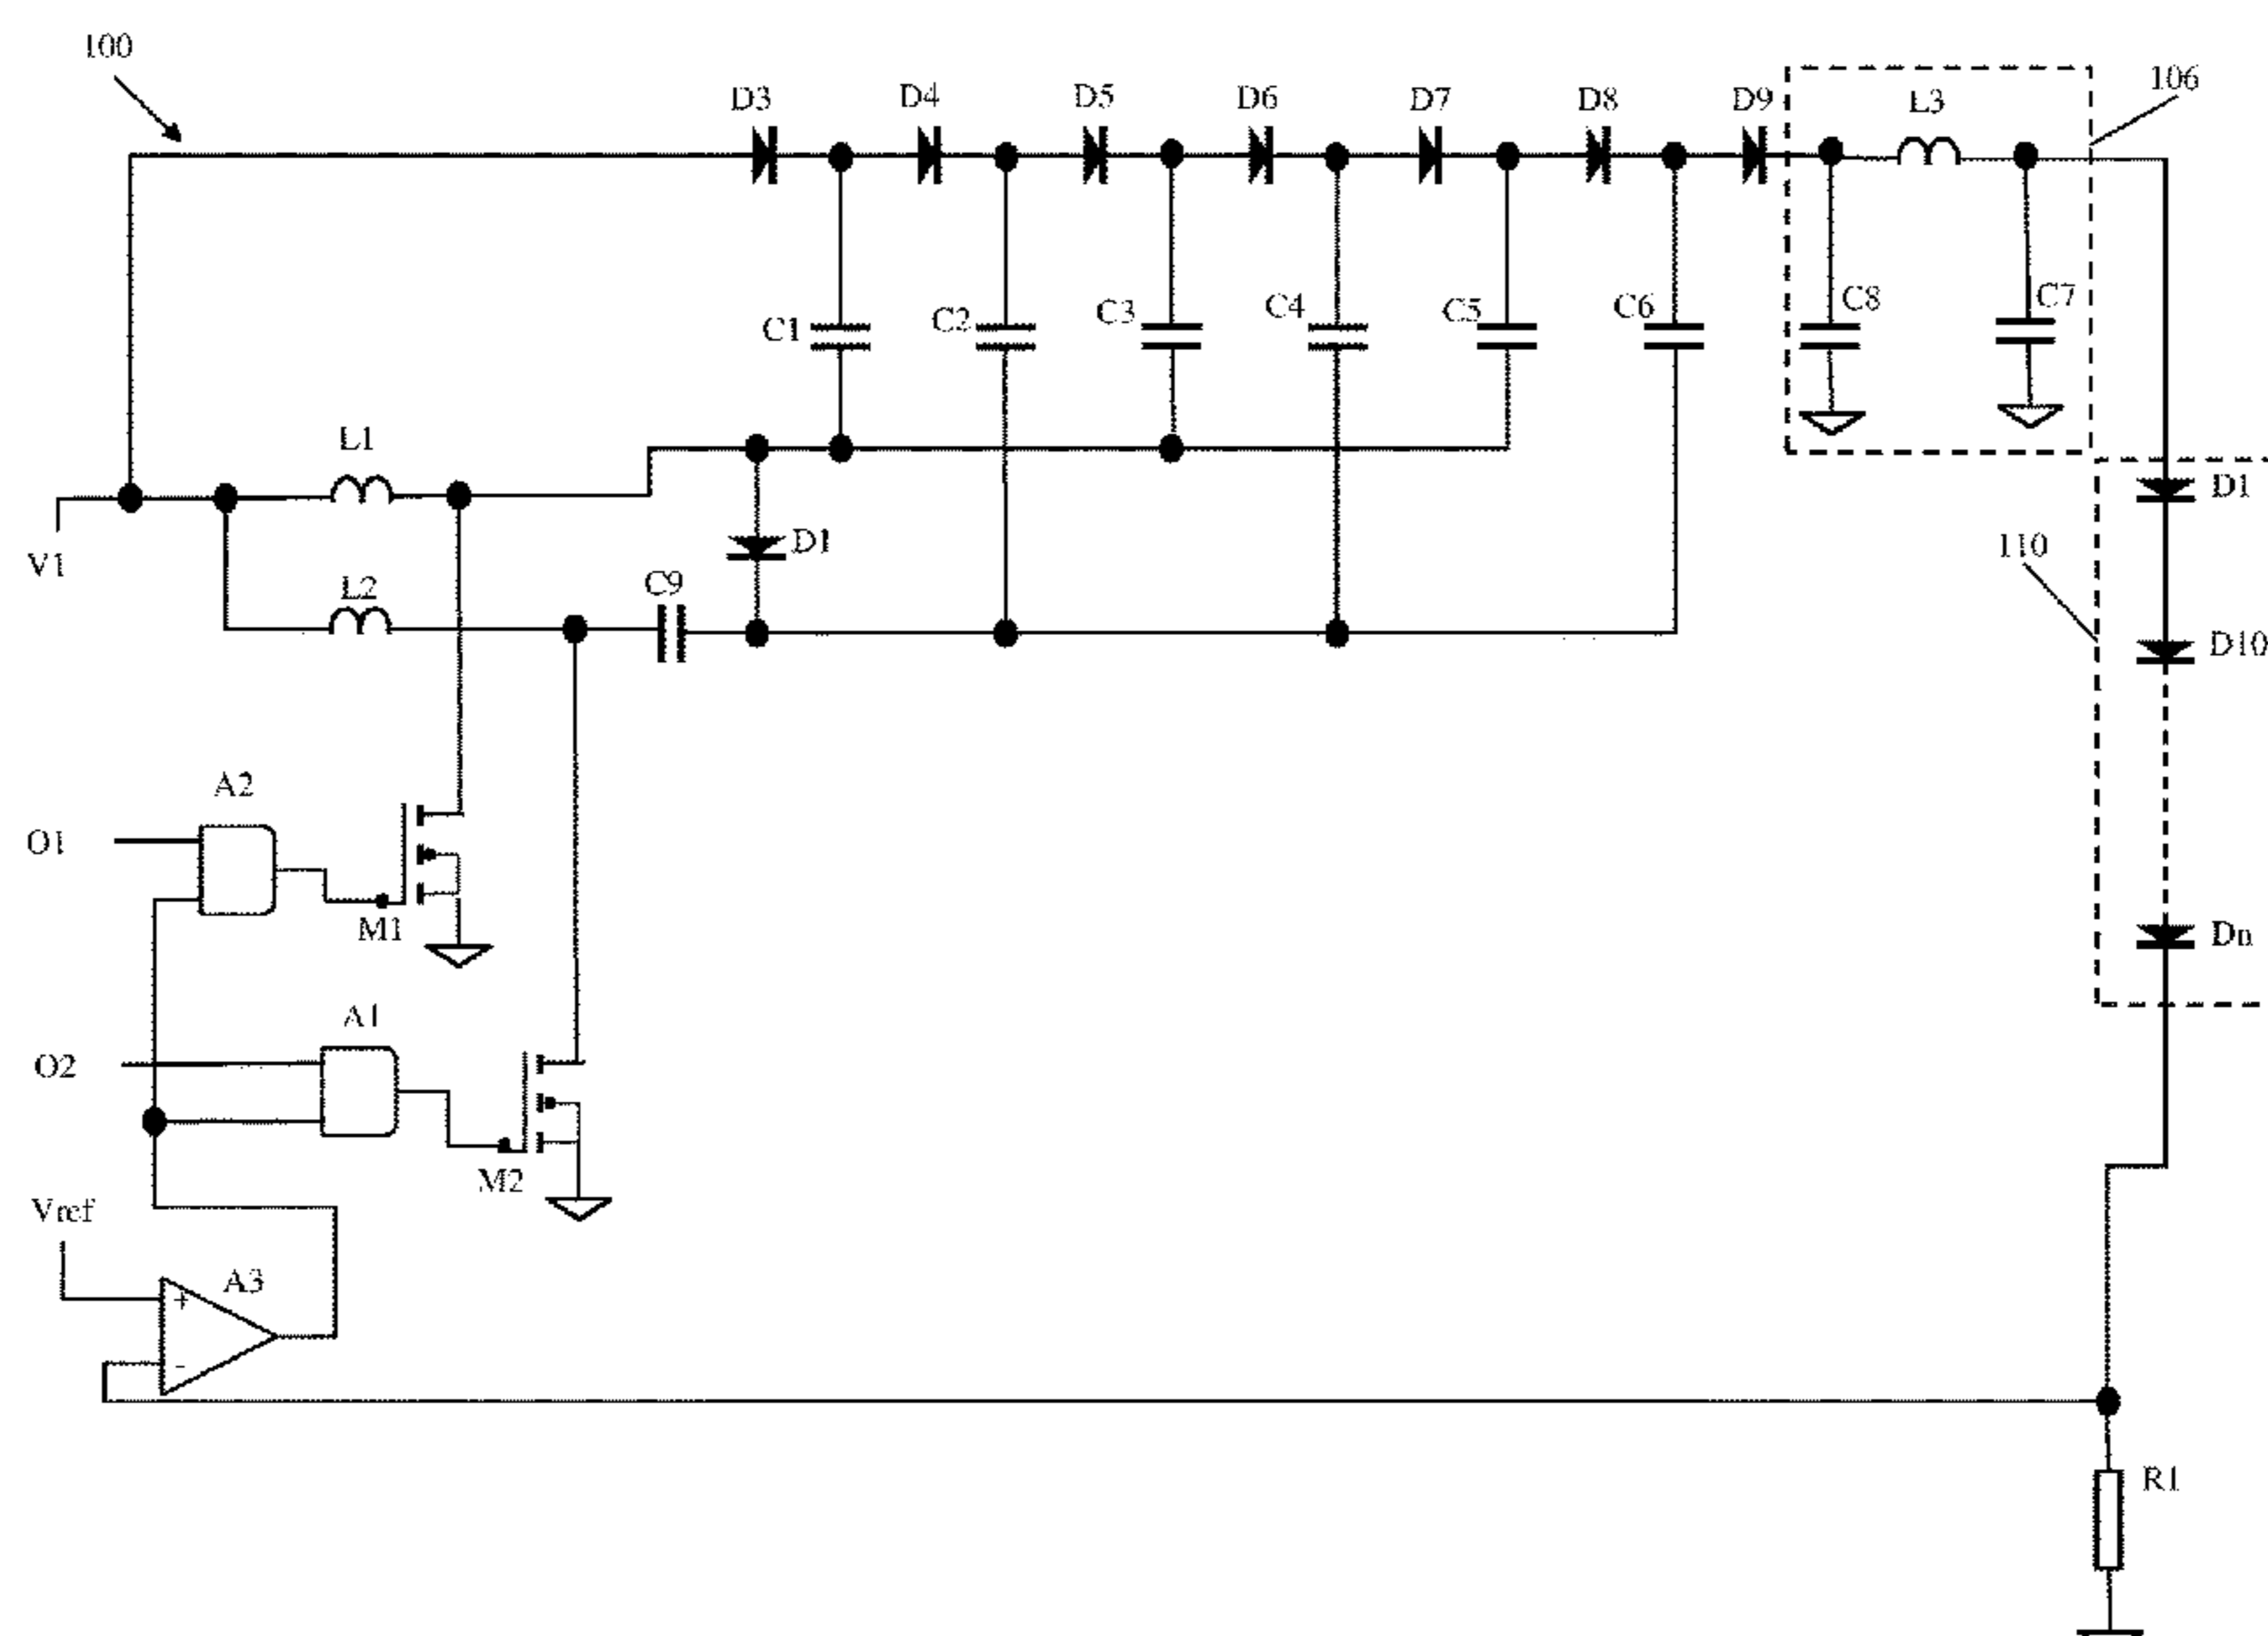 100
D3
D4
D5
D6
D7
D8
D9
L3
106
C1
C2
C3
C4
C5
C6
C8
C7
L1
V1
L2
C9
D1
D1
110
D10
Dn
A2
O1
M1
A1
O2
M2
Vref
A3
+
-
R1